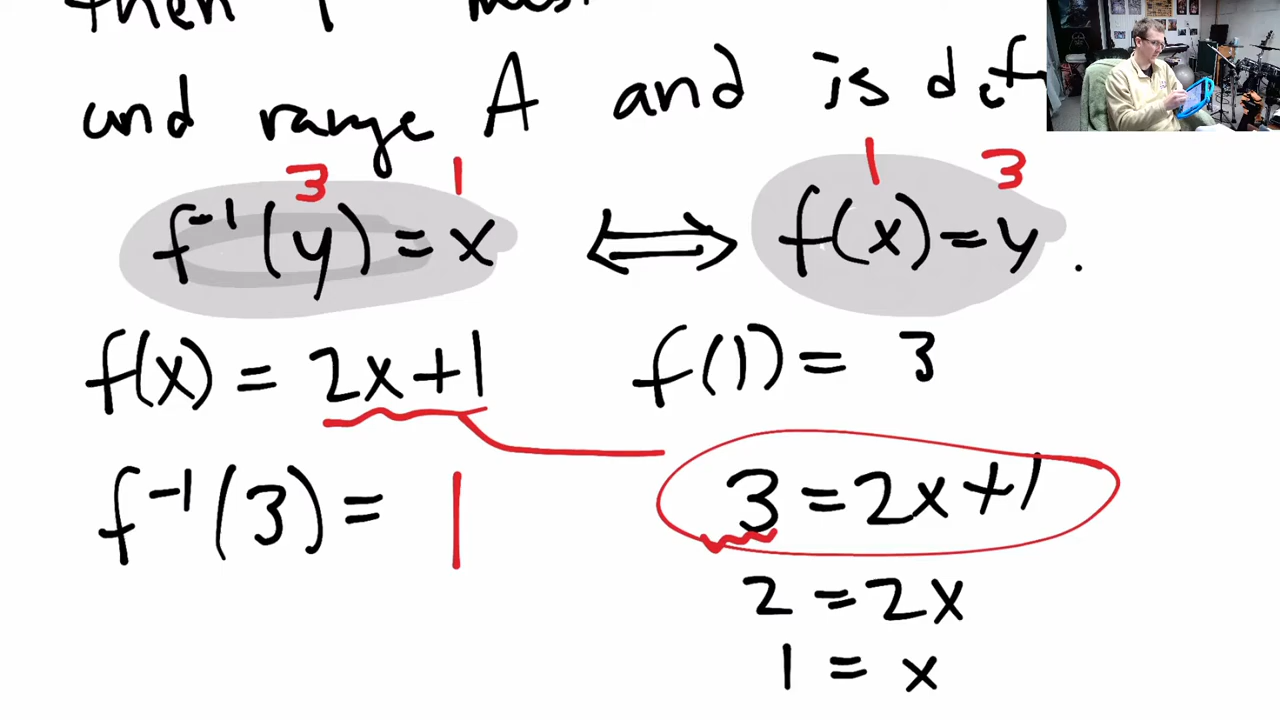 then
and range A and is def
3 1 1 3
f⁻¹(y) = x ⟺ f(x) = y .
f(x) = 2x+1 f(1) = 3
f⁻¹(3) = 1 3 = 2x+1
2 = 2x
1 = x